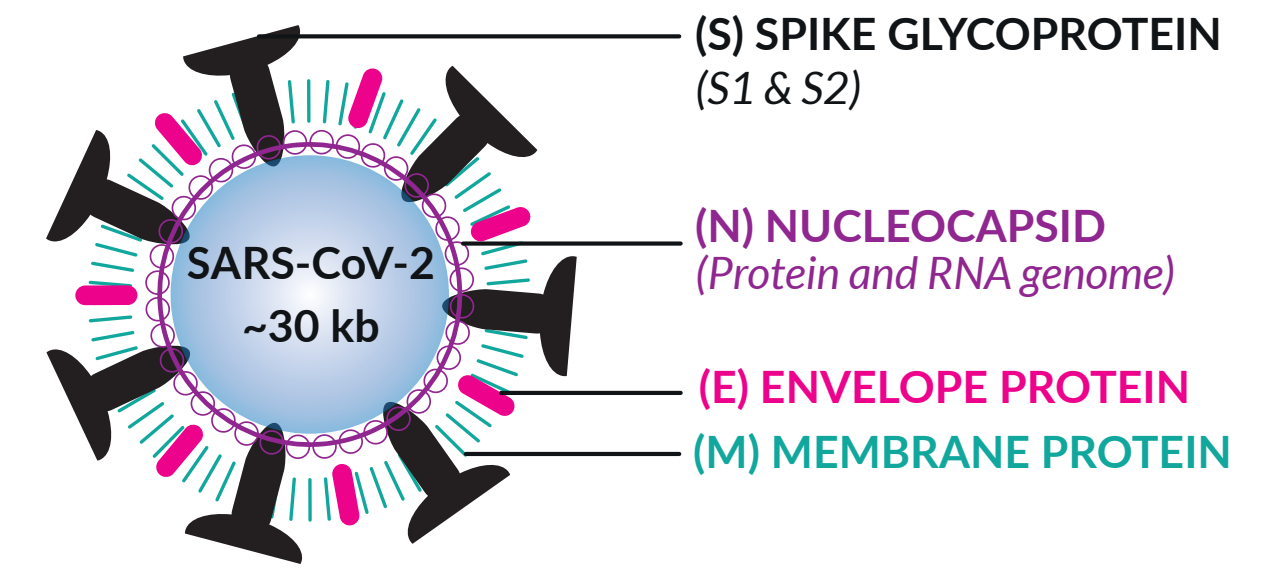 (S) SPIKE GLYCOPROTEIN
(S1 & S2)
SARS-CoV-2
~30 kb
(N) NUCLEOCAPSID
(Protein and RNA genome)
(E) ENVELOPE PROTEIN
(M) MEMBRANE PROTEIN